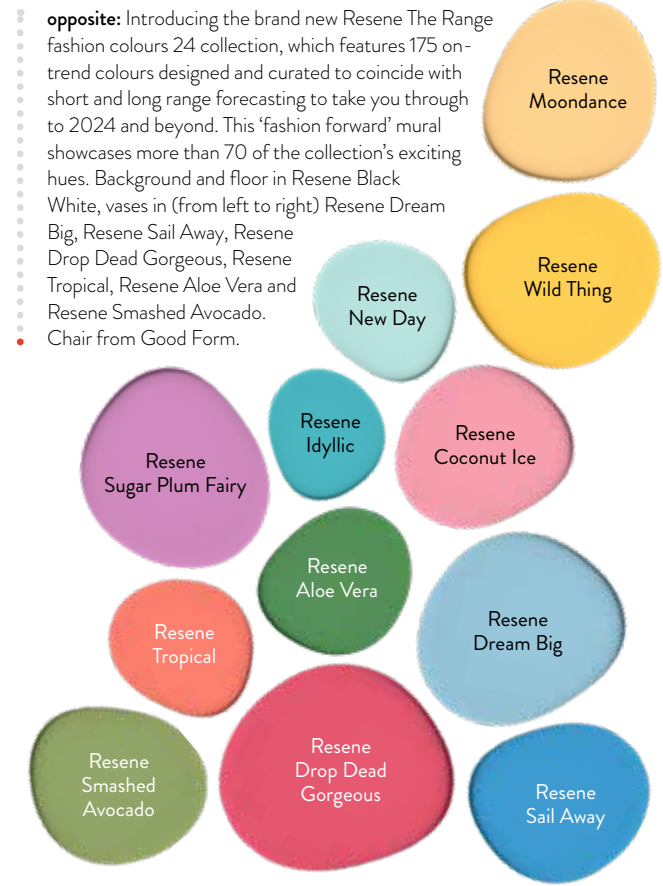 opposite: Introducing the brand new Resene The Range
fashion colours 24 collection, which features 175 on-
trend colours designed and curated to coincide with
short and long range forecasting to take you through
to 2024 and beyond. This ‘fashion forward’ mural
showcases more than 70 of the collection’s exciting
hues. Background and floor in Resene Black
White, vases in (from left to right) Resene Dream
Big, Resene Sail Away, Resene
Drop Dead Gorgeous, Resene
Tropical, Resene Aloe Vera and
Resene Smashed Avocado.
Chair from Good Form.
Resene
Moondance
Resene
Wild Thing
Resene
New Day
Resene
Idyllic
Resene
Coconut Ice
Resene
Sugar Plum Fairy
Resene
Aloe Vera
Resene
Dream Big
Resene
Tropical
Resene
Drop Dead
Gorgeous
Resene
Smashed
Avocado
Resene
Sail Away